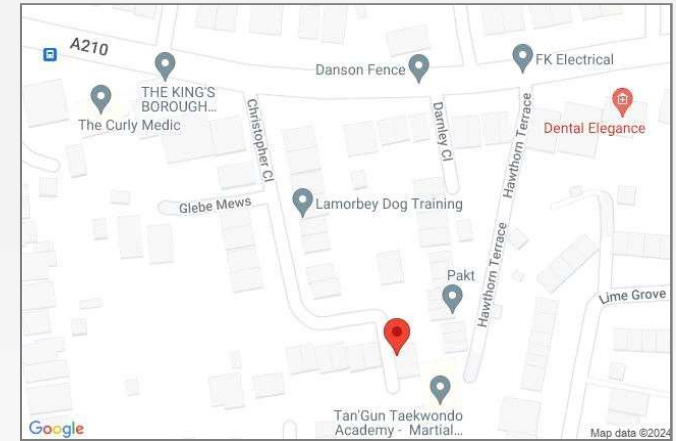 A210
THE KING'S
BOROUGH...
The Curly Medic
Danson Fence
FK Electrical
Dental Elegance
Christopher Cl
Darnley Cl
Hawthorn Terrace
Glebe Mews
Lamorbey Dog Training
Hawthorn Terrace
Pakt
Lime Grove
Tan'Gun Taekwondo
Academy - Martial...
Google
Map data ©2024